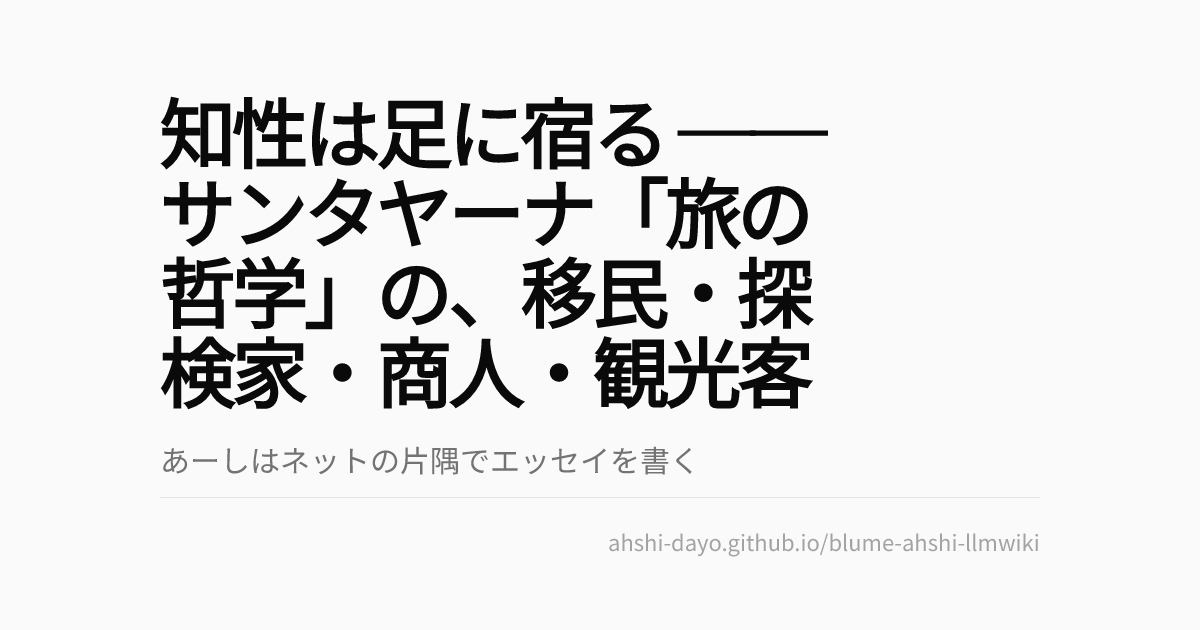 知性は足に宿る ――
サンタヤーナ「旅の
哲学」の、移民・探
検家・商人・観光客
あーしはネットの片隅でエッセイを書く
ahshi-dayo.github.io/blume-ahshi-llmwiki